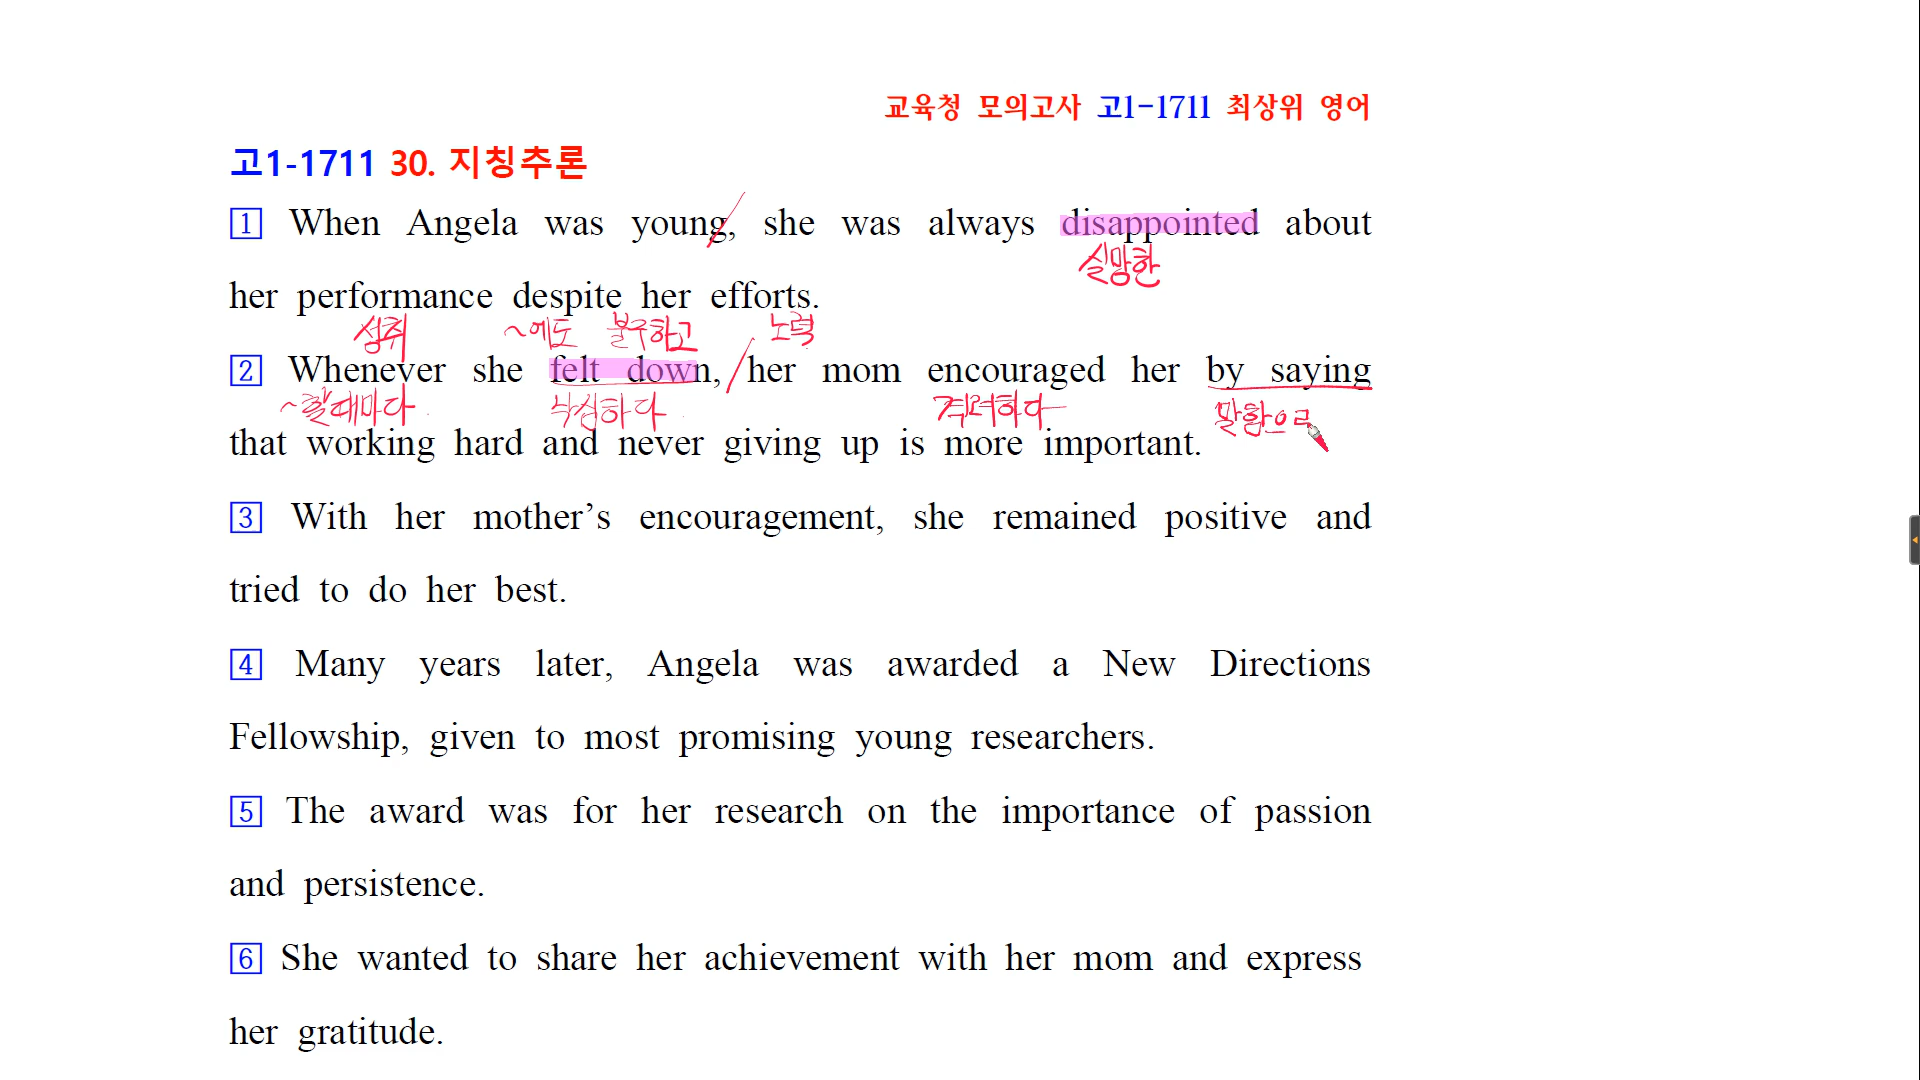 교육청 모의고사 고1-1711 최상위 영어
고1-1711 30. 지칭추론
1 When Angela was young, she was always disappointed about
실망한
her performance despite her efforts.
성취 ~에도 불구하고 노력
2 Whenever she felt down, her mom encouraged her by saying
~할때마다 낙심하다 격려하다 말함으로
that working hard and never giving up is more important.
3 With her mother’s encouragement, she remained positive and
tried to do her best.
4 Many years later, Angela was awarded a New Directions
Fellowship, given to most promising young researchers.
5 The award was for her research on the importance of passion
and persistence.
6 She wanted to share her achievement with her mom and express
her gratitude.